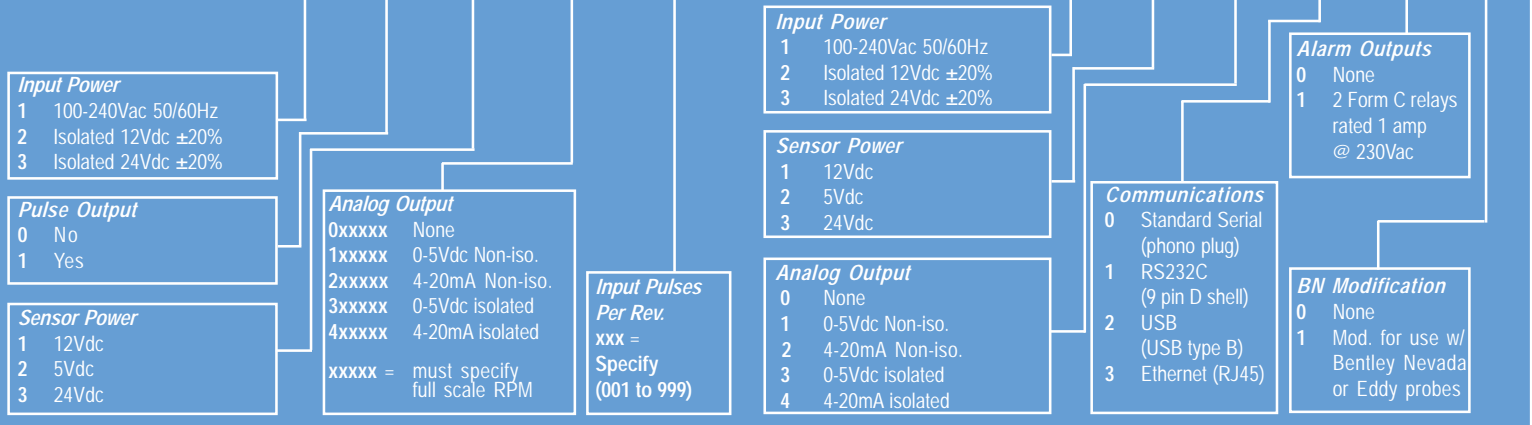 Input Power
1 100-240Vac 50/60Hz
2 Isolated 12Vdc ±20%
3 Isolated 24Vdc ±20%
Pulse Output
0 No
1 Yes
Sensor Power
1 12Vdc
2 5Vdc
3 24Vdc
Analog Output
0xxxxx None
1xxxxx 0-5Vdc Non-iso.
2xxxxx 4-20mA Non-iso.
3xxxxx 0-5Vdc isolated
4xxxxx 4-20mA isolated
xxxxx = must specify
full scale RPM
Input Pulses
Per Rev.
xxx =
Specify
(001 to 999)
Input Power
1 100-240Vac 50/60Hz
2 Isolated 12Vdc ±20%
3 Isolated 24Vdc ±20%
Sensor Power
1 12Vdc
2 5Vdc
3 24Vdc
Analog Output
0 None
1 0-5Vdc Non-iso.
2 4-20mA Non-iso.
3 0-5Vdc isolated
4 4-20mA isolated
Communications
0 Standard Serial
(phono plug)
1 RS232C
(9 pin D shell)
2 USB
(USB type B)
3 Ethernet (RJ45)
Alarm Outputs
0 None
1 2 Form C relays
rated 1 amp
@ 230Vac
BN Modification
0 None
1 Mod. for use w/
Bentley Nevada
or Eddy probes